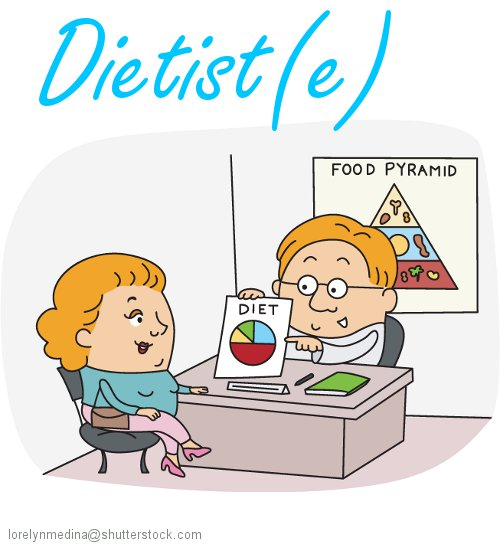 Dietist(e)
FOOD PYRAMID
DIET
lorelynmedina@shutterstock.com